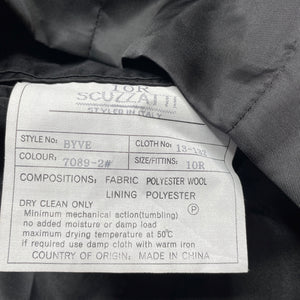 10R
SCUZZATTI
STYLED IN ITALY
STYLE No: BYVE CLOTH No: 13-132
COLOUR: 7089-2# SIZE/FITTING: 10R
COMPOSITIONS: FABRIC POLYESTER WOOL
LINING POLYESTER
DRY CLEAN ONLY
Minimum mechanical action(tumbling)
no added moisture or damp load
maximum drying temperature at 50°C
if required use damp cloth with warm iron
COUNTRY OF ORIGIN: MADE IN CHINA
P